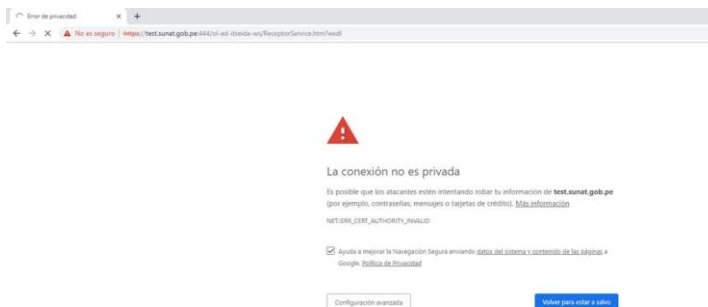 Error de privacidad
No es seguro | https://test.sunat.gob.pe:444/ol-ad-itseida-ws/ReceptorService.htm?wsdl
La conexión no es privada
Es posible que los atacantes estén intentando robar tu información de test.sunat.gob.pe
(por ejemplo, contraseñas, mensajes o tarjetas de crédito). Más información
NET::ERR_CERT_AUTHORITY_INVALID
Ayuda a mejorar la Navegación Segura enviando datos del sistema y contenido de las páginas a
Google. Política de Privacidad
Configuración avanzada
Volver para estar a salvo